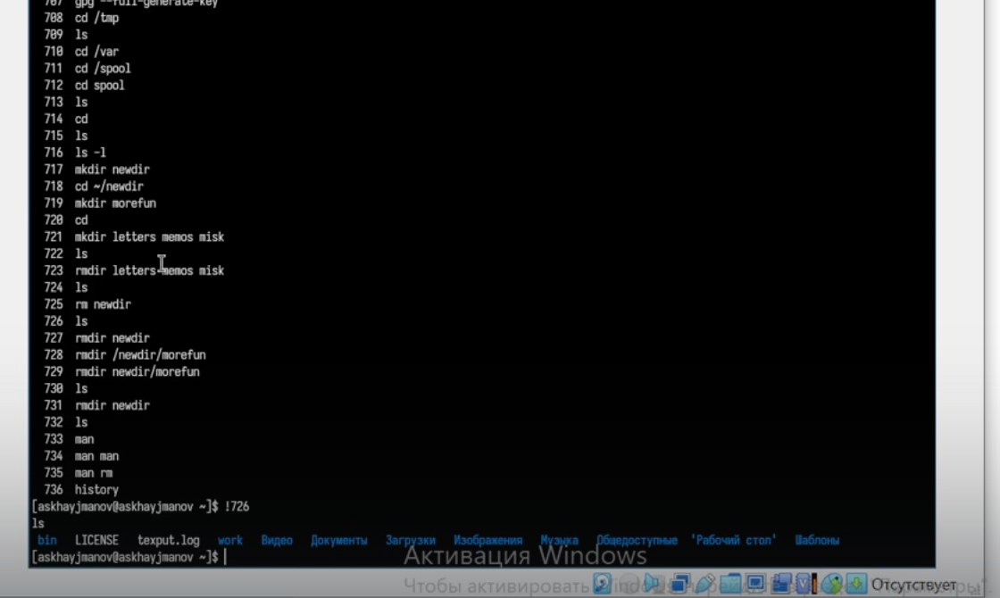 707 gpg --full-generate-key
708 cd /tmp
709 ls
710 cd /var
711 cd /spool
712 cd spool
713 ls
714 cd
715 ls
716 ls -l
717 mkdir newdir
718 cd ~/newdir
719 mkdir morefun
720 cd
721 mkdir letters memos misk
722 ls
723 rmdir letters memos misk
724 ls
725 rm newdir
726 ls
727 rmdir newdir
728 rmdir /newdir/morefun
729 rmdir newdir/morefun
730 ls
731 rmdir newdir
732 ls
733 man
734 man man
735 man rm
736 history
[askhayjmanov@askhayjmanov ~]$ !726
ls
bin LICENSE texput.log work Видео Документы Загрузки Изображения Музыка Общедоступные 'Рабочий стол' Шаблоны
[askhayjmanov@askhayjmanov ~]$
Активация Windows
Чтобы активировать Windows
Отсутствует